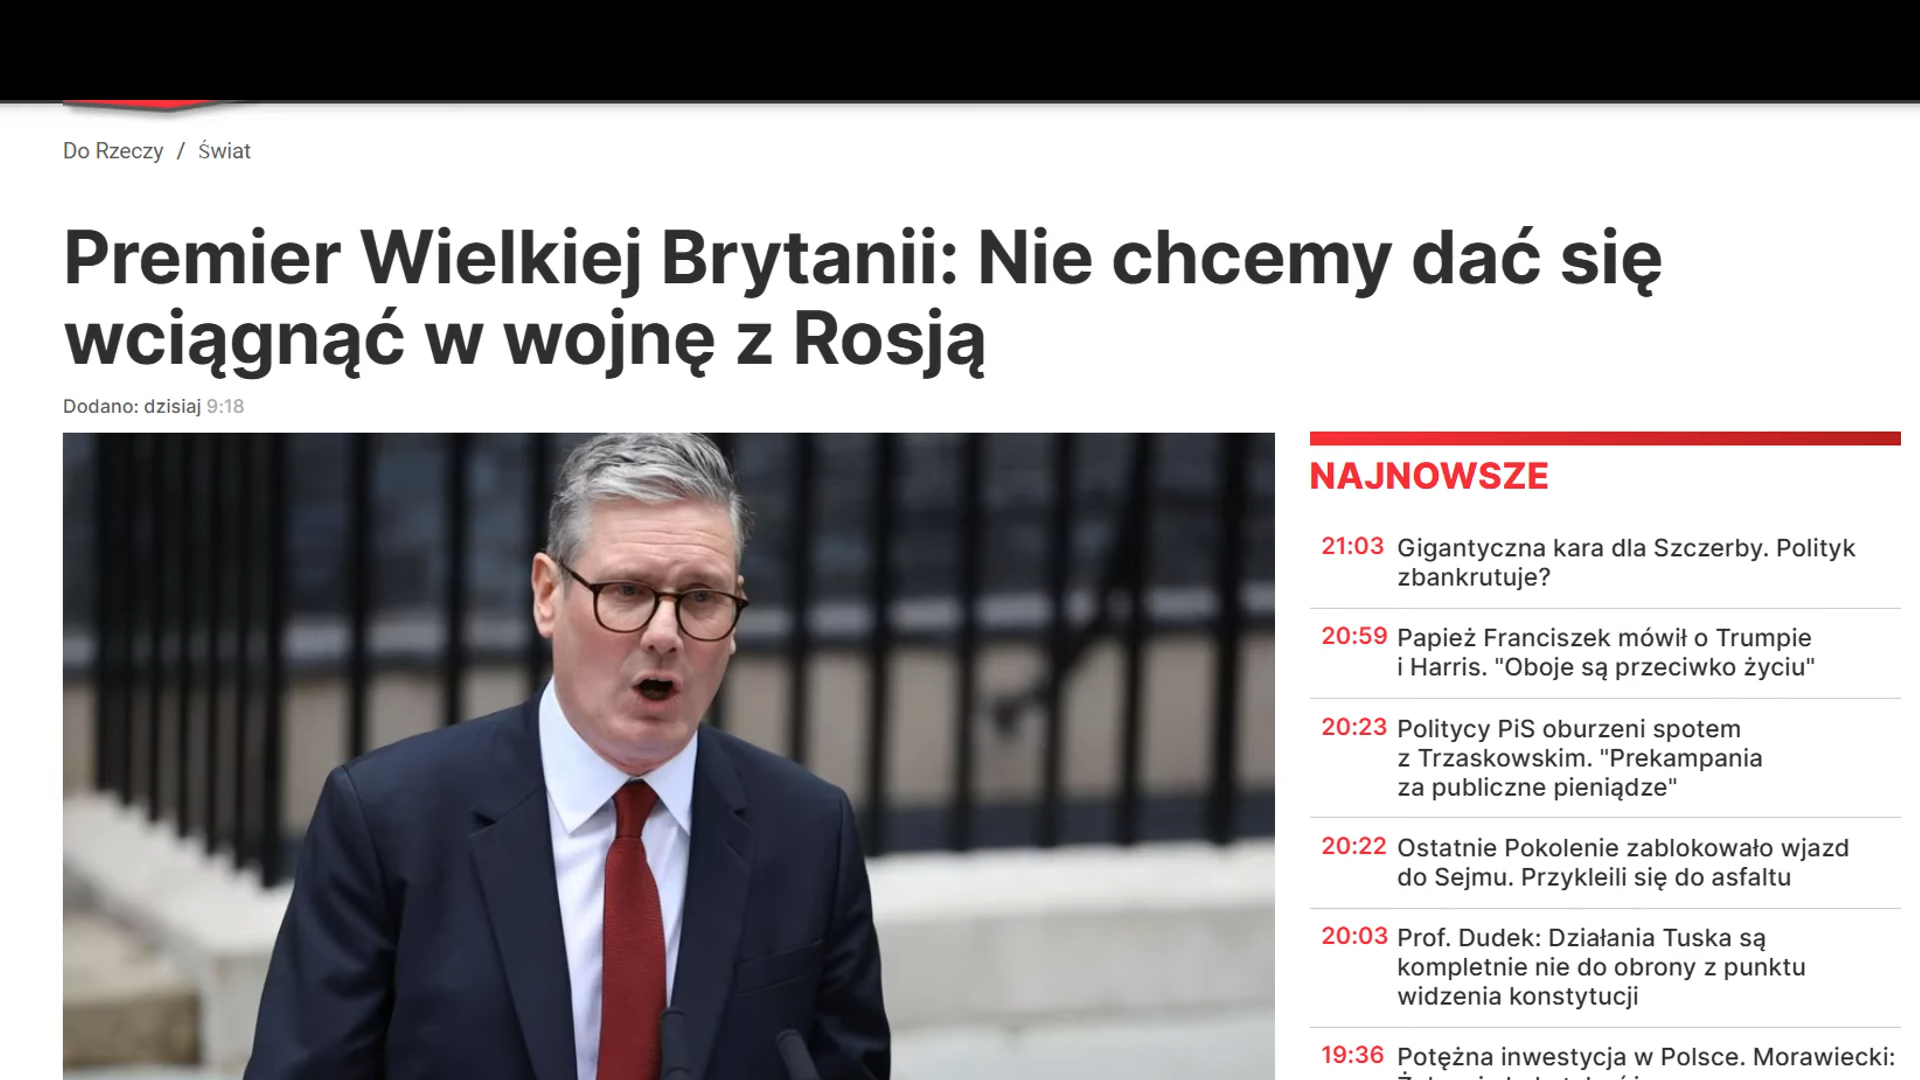 Do Rzeczy / Świat
Premier Wielkiej Brytanii: Nie chcemy dać się
wciągnąć w wojnę z Rosją
Dodano: dzisiaj 9:18
NAJNOWSZE
21:03 Gigantyczna kara dla Szczerby. Polityk
zbankrutuje?
20:59 Papież Franciszek mówił o Trumpie
i Harris. "Oboje są przeciwko życiu"
20:23 Politycy PiS oburzeni spotem
z Trzaskowskim. "Prekampania
za publiczne pieniądze"
20:22 Ostatnie Pokolenie zablokowało wjazd
do Sejmu. Przykleili się do asfaltu
20:03 Prof. Dudek: Działania Tuska są
kompletnie nie do obrony z punktu
widzenia konstytucji
19:36 Potężna inwestycja w Polsce. Morawiecki: